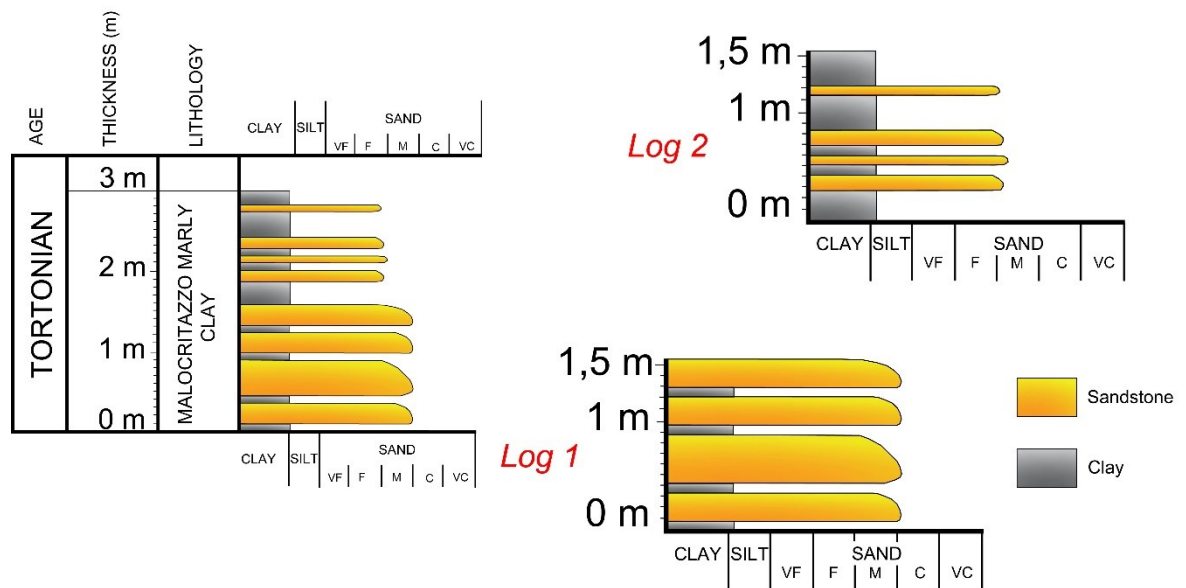 AGE
THICKNESS (m)
LITHOLOGY
CLAY
SILT
SAND
VF
F
M
C
VC
TORTONIAN
3 m
2 m
1 m
0 m
MALOCRITAZZO MARLY
CLAY
CLAY
SILT
SAND
VF
F
M
C
VC
Log 2
1,5 m
1 m
0 m
CLAY
SILT
SAND
VF
F
M
C
VC
Log 1
1,5 m
1 m
0 m
CLAY
SILT
SAND
VF
F
M
C
VC
Sandstone
Clay